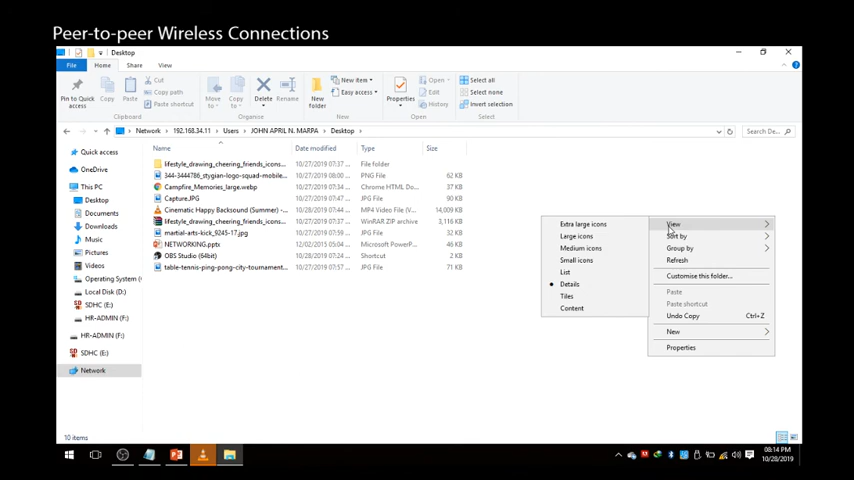 Peer-to-peer Wireless Connections
Desktop
File Home Share View
Pin to Quick access
Copy
Paste
Cut
Copy path
Paste shortcut
Clipboard
Move to
Copy to
Delete
Rename
Organise
New folder
New item
Easy access
New
Properties
Open
Edit
History
Open
Select all
Select none
Invert selection
Select
Network > 192.168.34.11 > Users > JOHN APRIL N. MARPA > Desktop >
Search De...
Quick access
OneDrive
This PC
Desktop
Documents
Downloads
Music
Pictures
Videos
Operating System (
Local Disk (D:)
SDHC (E:)
HR-ADMIN (F:)
HR-ADMIN (F:)
SDHC (E:)
Network
Name Date modified Type Size
lifestyle_drawing_cheering_friends_icons... 10/27/2019 07:37 ... File folder
344-3444786_stygian-logo-squad-mobile... 10/27/2019 08:00 ... PNG File 62 KB
Campfire_Memories_large.webp 10/27/2019 07:34 ... Chrome HTML Do... 37 KB
Capture.JPG 10/27/2019 07:54 ... JPG File 90 KB
Cinematic Happy Backsound (Summer) -... 10/27/2019 07:33 ... MP4 Video File (V... 14,009 KB
lifestyle_drawing_cheering_friends_icons... 10/27/2019 07:36 ... WinRAR ZIP archive 3,116 KB
martial-arts-kick_9245-17.jpg 10/27/2019 07:44 ... JPG File 32 KB
NETWORKING.pptx 12/02/2015 05:04 ... Microsoft PowerP... 
OBS Studio (64bit) 10/28/2019 07:24 ... Shortcut 2 KB
table-tennis-ping-pong-city-tournament... 10/27/2019 07:37 ... JPG File 71 KB
Extra large icons
Large icons
Medium icons
Small icons
List
Details
Tiles
Content
View
Sort by
Group by
Refresh
Customise this folder...
Paste
Paste shortcut
Undo Copy Ctrl+Z
New
Properties
10 items
08:14 PM
10/28/2019